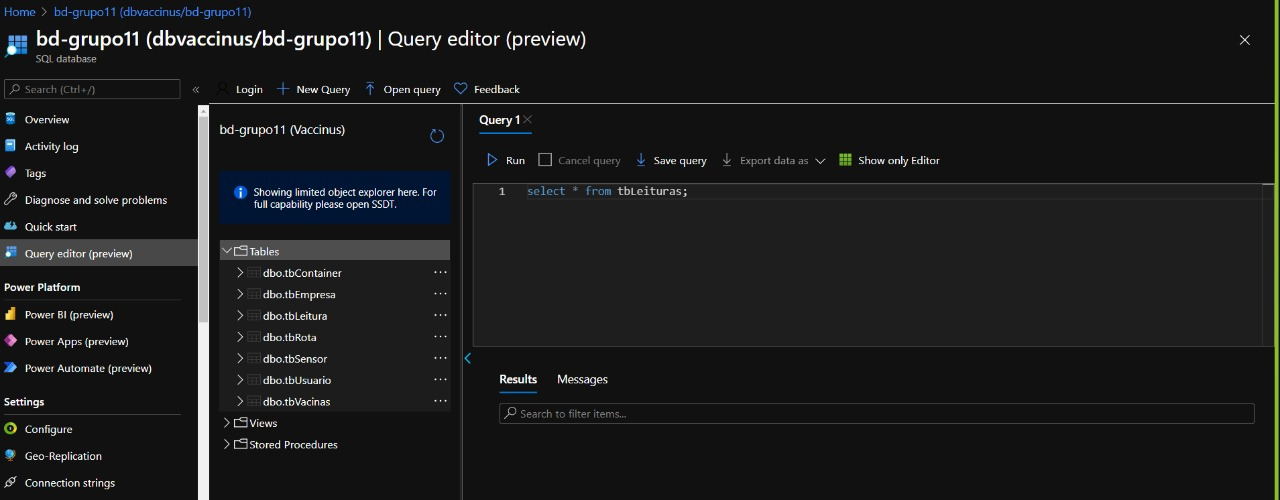 Home > bd-grupo11 (dbvaccinus/bd-grupo11)
bd-grupo11 (dbvaccinus/bd-grupo11) | Query editor (preview)
SQL database
Search (Ctrl+/)
«
Login
New Query
Open query
Feedback
Overview
Activity log
Tags
Diagnose and solve problems
Quick start
Query editor (preview)
Power Platform
Power BI (preview)
Power Apps (preview)
Power Automate (preview)
Settings
Configure
Geo-Replication
Connection strings
bd-grupo11 (Vaccinus)
Showing limited object explorer here. For
full capability please open SSDT.
Tables
dbo.tbContainer ...
dbo.tbEmpresa ...
dbo.tbLeitura ...
dbo.tbRota ...
dbo.tbSensor ...
dbo.tbUsuario ...
dbo.tbVacinas ...
Views
Stored Procedures
Query 1
Run
Cancel query
Save query
Export data as
Show only Editor
1 select * from tbLeituras;
Results
Messages
Search to filter items...